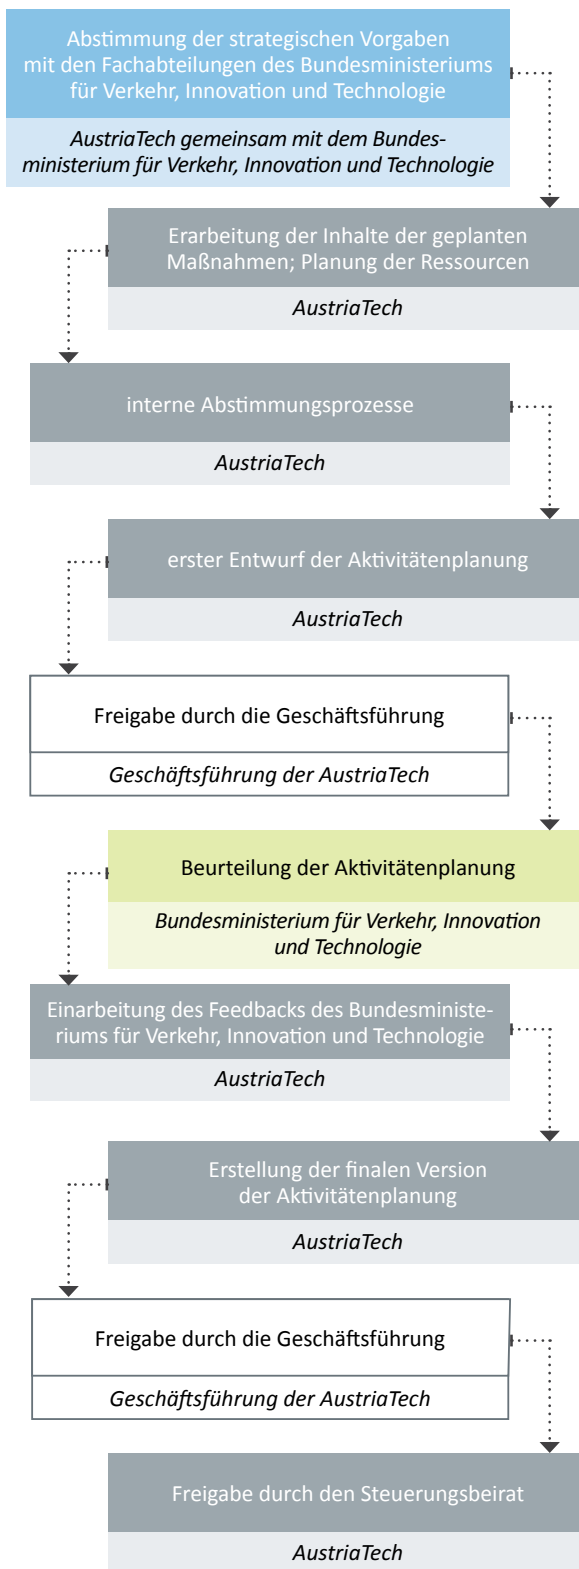 Abstimmung der strategischen Vorgaben
mit den Fachabteilungen des Bundesministeriums
für Verkehr, Innovation und Technologie
AustriaTech gemeinsam mit dem Bundes-
ministerium für Verkehr, Innovation und Technologie
Erarbeitung der Inhalte der geplanten
Maßnahmen; Planung der Ressourcen
AustriaTech
interne Abstimmungsprozesse
AustriaTech
erster Entwurf der Aktivitätenplanung
AustriaTech
Freigabe durch die Geschäftsführung
Geschäftsführung der AustriaTech
Beurteilung der Aktivitätenplanung
Bundesministerium für Verkehr, Innovation
und Technologie
Einarbeitung des Feedbacks des Bundesministe-
riums für Verkehr, Innovation und Technologie
AustriaTech
Erstellung der finalen Version
der Aktivitätenplanung
AustriaTech
Freigabe durch die Geschäftsführung
Geschäftsführung der AustriaTech
Freigabe durch den Steuerungsbeirat
AustriaTech